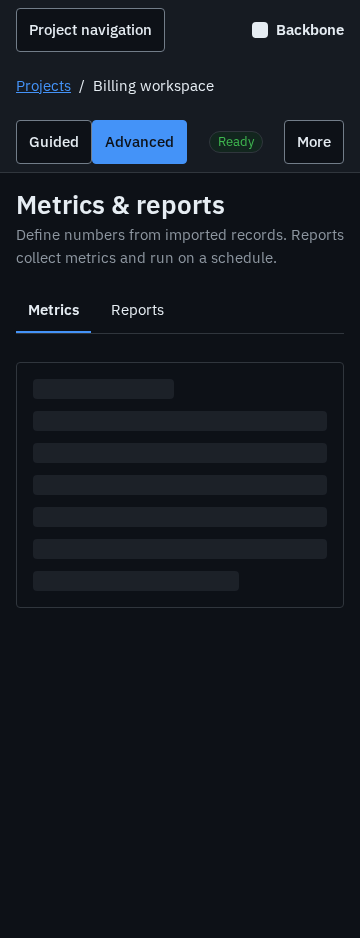 Project navigation
Backbone
Projects / Billing workspace
Guided
Advanced
Ready
More
Metrics & reports
Define numbers from imported records. Reports
collect metrics and run on a schedule.
Metrics
Reports